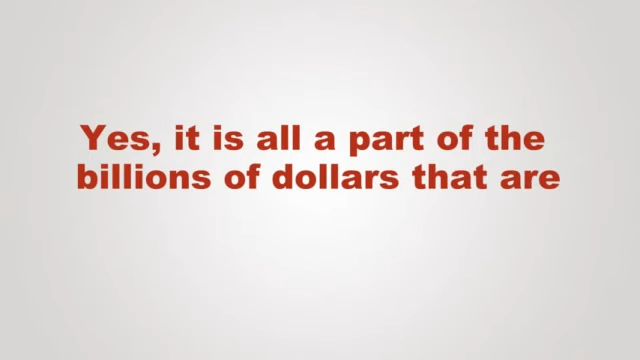 Yes, it is all a part of the
billions of dollars that are